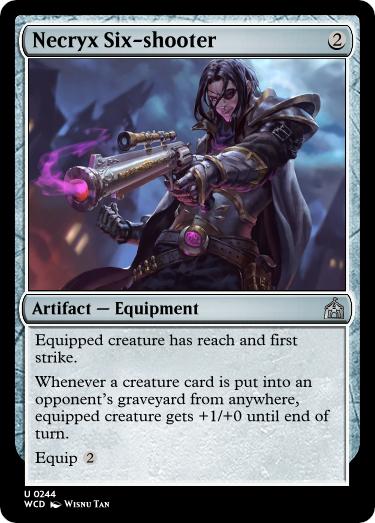 Necryx Six-shooter 2
Artifact — Equipment
Equipped creature has reach and first
strike.
Whenever a creature card is put into an
opponent's graveyard from anywhere,
equipped creature gets +1/+0 until end of
turn.
Equip 2
U 0244
WCD Wisnu Tan